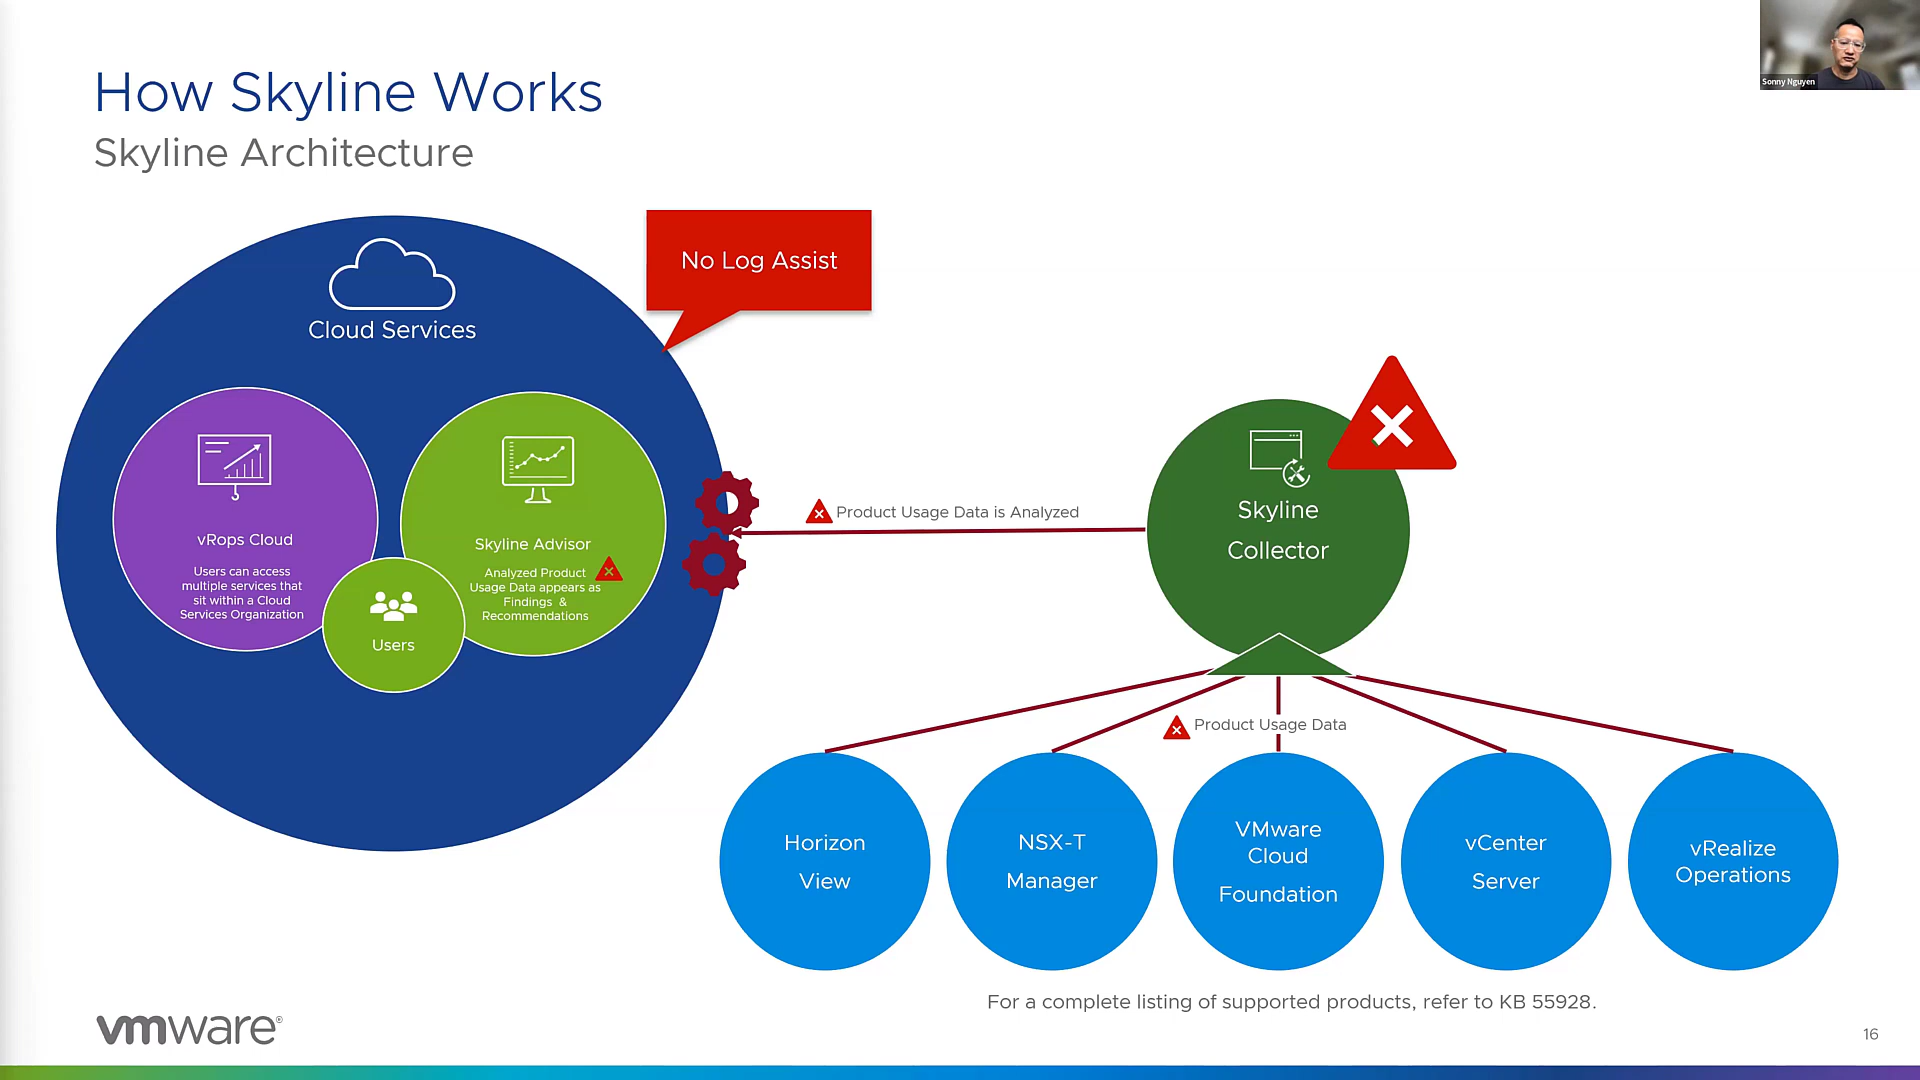 How Skyline Works
Skyline Architecture
Sonny Nguyen
No Log Assist
Cloud Services
vRops Cloud
Users can access
multiple services that
sit within a Cloud
Services Organization
Skyline Advisor
Analyzed Product
Usage Data appears as
Findings &
Recommendations
Users
Product Usage Data is Analyzed
Skyline
Collector
Product Usage Data
Horizon
View
NSX-T
Manager
VMware
Cloud
Foundation
vCenter
Server
vRealize
Operations
For a complete listing of supported products, refer to KB 55928.
vmware®
16